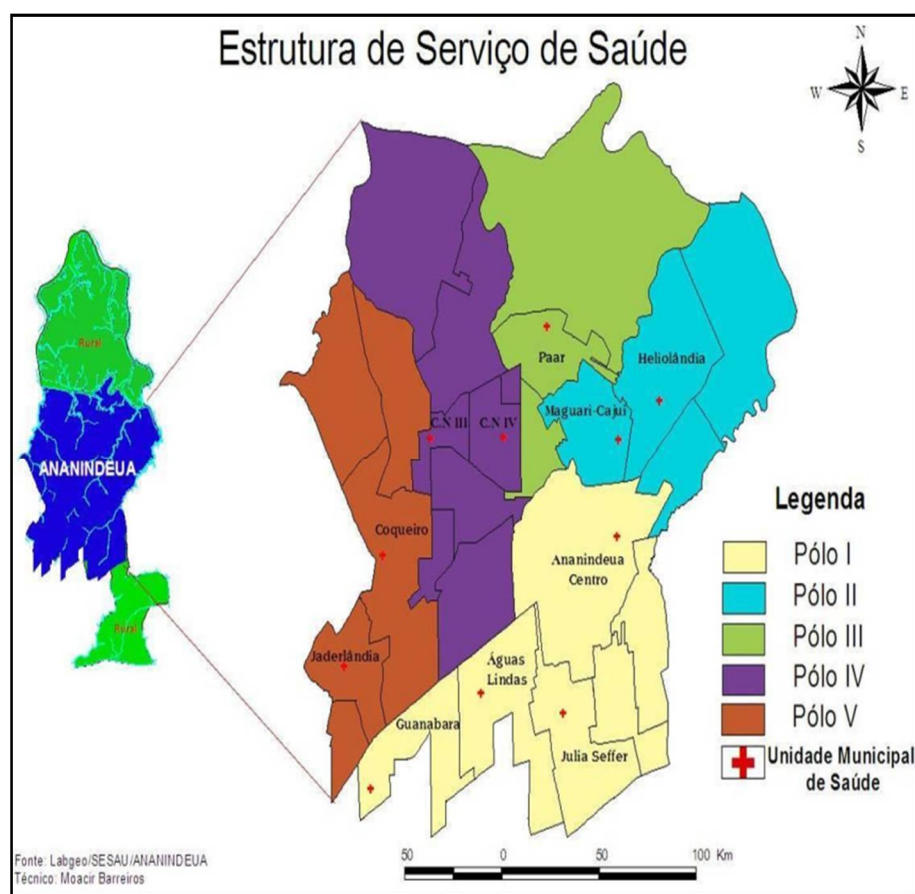 Estrutura de Serviço de Saúde
N
W
E
S
Rural
ANANINDEUA
Rural
Paar
Heliolândia
Maguari-Cajuí
C.N III
C.N IV
Coqueiro
Ananindeua
Centro
Jaderlândia
Águas
Lindas
Guanabara
Julia Seffer
Legenda
Pólo I
Pólo II
Pólo III
Pólo IV
Pólo V
Unidade Municipal
de Saúde
Fonte: Labgeo/SESAU/ANANINDEUA
Técnico: Moacir Barreiros
50 0 50 100 Km